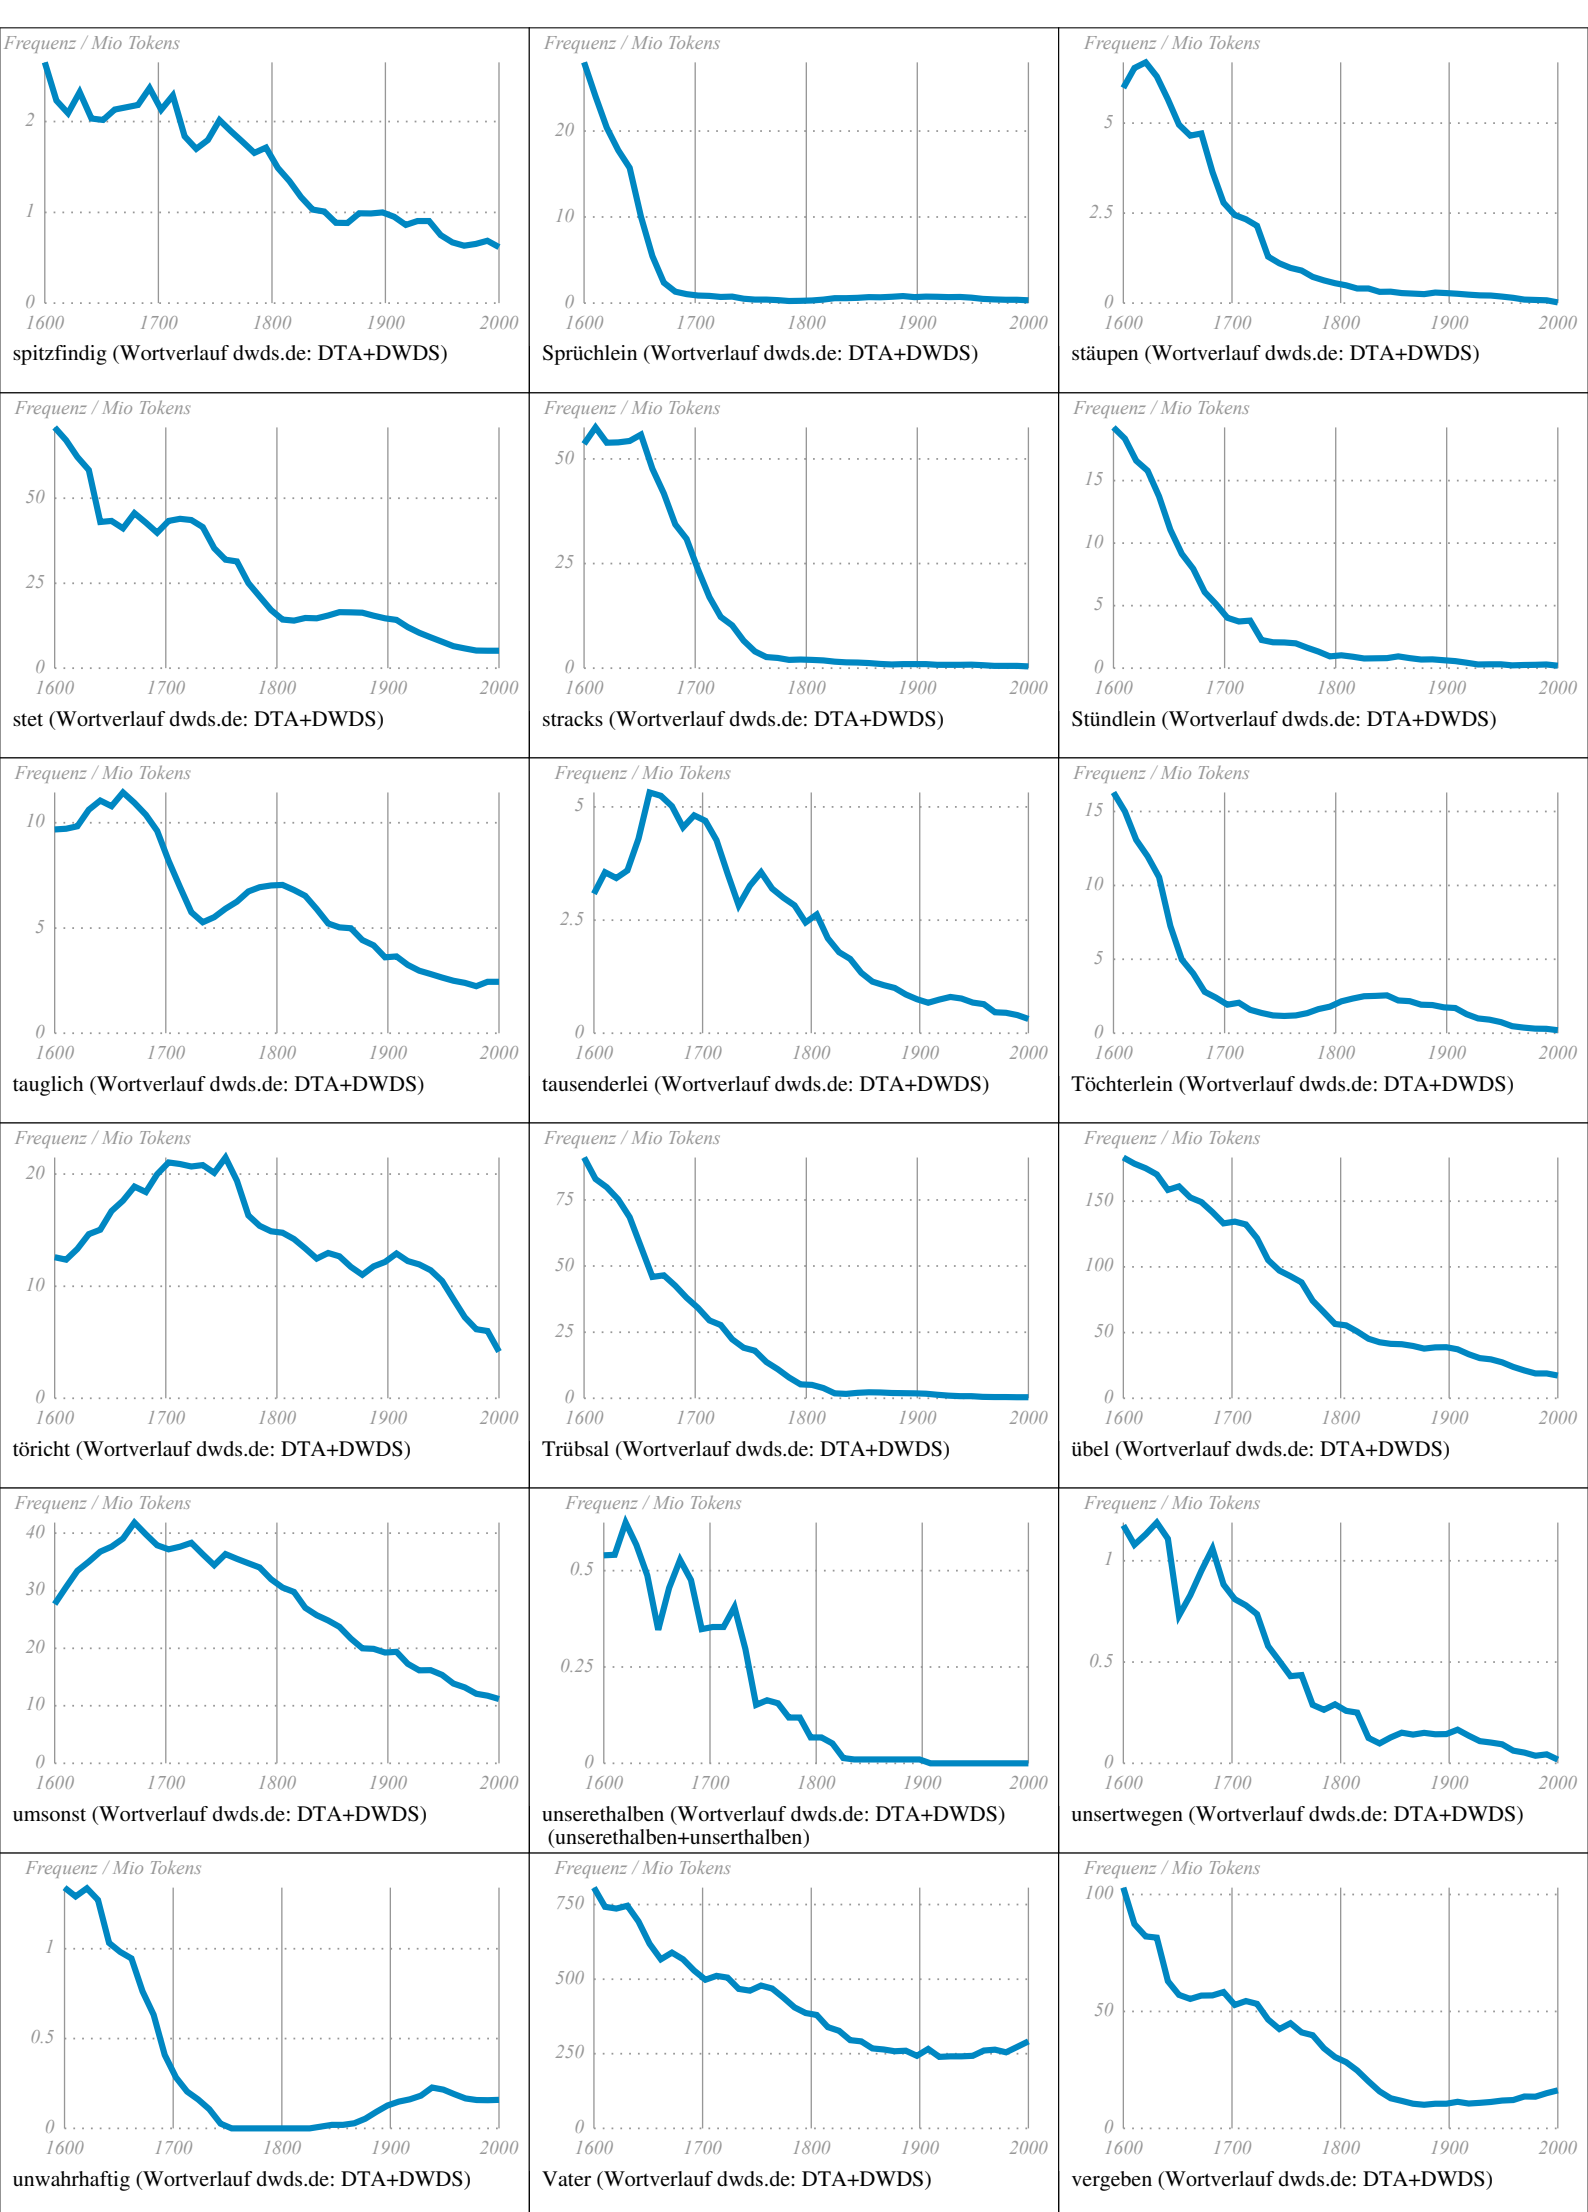 Frequenz / Mio Tokens
2
1
0
1600 1700 1800 1900 2000
spitzfindig (Wortverlauf dwds.de: DTA+DWDS)
Frequenz / Mio Tokens
20
10
0
1600 1700 1800 1900 2000
Sprüchlein (Wortverlauf dwds.de: DTA+DWDS)
Frequenz / Mio Tokens
5
2.5
0
1600 1700 1800 1900 2000
stäupen (Wortverlauf dwds.de: DTA+DWDS)
Frequenz / Mio Tokens
50
25
0
1600 1700 1800 1900 2000
stet (Wortverlauf dwds.de: DTA+DWDS)
Frequenz / Mio Tokens
50
25
0
1600 1700 1800 1900 2000
stracks (Wortverlauf dwds.de: DTA+DWDS)
Frequenz / Mio Tokens
15
10
5
0
1600 1700 1800 1900 2000
Stündlein (Wortverlauf dwds.de: DTA+DWDS)
Frequenz / Mio Tokens
10
5
0
1600 1700 1800 1900 2000
tauglich (Wortverlauf dwds.de: DTA+DWDS)
Frequenz / Mio Tokens
5
2.5
0
1600 1700 1800 1900 2000
tausenderlei (Wortverlauf dwds.de: DTA+DWDS)
Frequenz / Mio Tokens
15
10
5
0
1600 1700 1800 1900 2000
Töchterlein (Wortverlauf dwds.de: DTA+DWDS)
Frequenz / Mio Tokens
20
10
0
1600 1700 1800 1900 2000
töricht (Wortverlauf dwds.de: DTA+DWDS)
Frequenz / Mio Tokens
75
50
25
0
1600 1700 1800 1900 2000
Trübsal (Wortverlauf dwds.de: DTA+DWDS)
Frequenz / Mio Tokens
150
100
50
0
1600 1700 1800 1900 2000
übel (Wortverlauf dwds.de: DTA+DWDS)
Frequenz / Mio Tokens
40
30
20
10
0
1600 1700 1800 1900 2000
umsonst (Wortverlauf dwds.de: DTA+DWDS)
Frequenz / Mio Tokens
0.5
0.25
0
1600 1700 1800 1900 2000
unserethalben (Wortverlauf dwds.de: DTA+DWDS)
(unserethalben+unserthalben)
Frequenz / Mio Tokens
1
0.5
0
1600 1700 1800 1900 2000
unsertwegen (Wortverlauf dwds.de: DTA+DWDS)
Frequenz / Mio Tokens
1
0.5
0
1600 1700 1800 1900 2000
unwahrhaftig (Wortverlauf dwds.de: DTA+DWDS)
Frequenz / Mio Tokens
750
500
250
0
1600 1700 1800 1900 2000
Vater (Wortverlauf dwds.de: DTA+DWDS)
Frequenz / Mio Tokens
100
50
0
1600 1700 1800 1900 2000
vergeben (Wortverlauf dwds.de: DTA+DWDS)